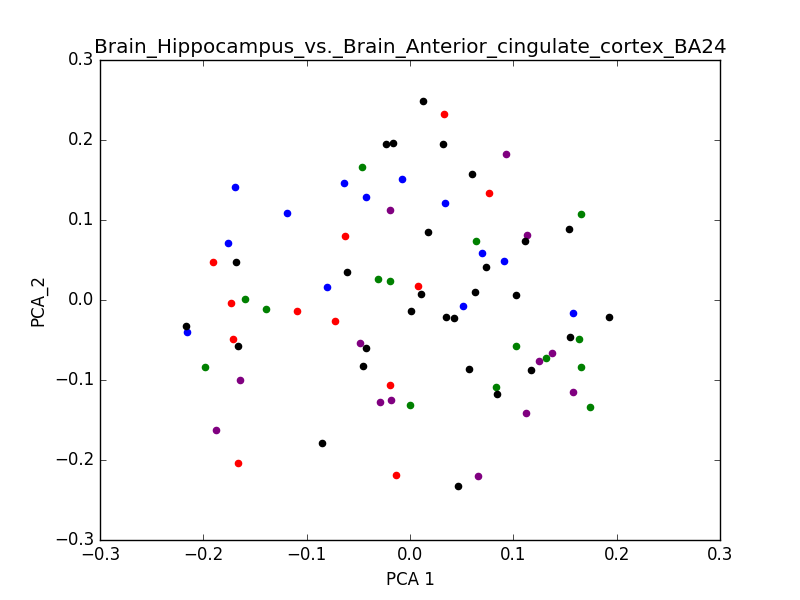 Brain_Hippocampus_vs._Brain_Anterior_cingulate_cortex_BA24
0.3
0.2
0.1
0.0
−0.1
−0.2
−0.3
PCA_2
−0.3 −0.2 −0.1 0.0 0.1 0.2 0.3
PCA 1